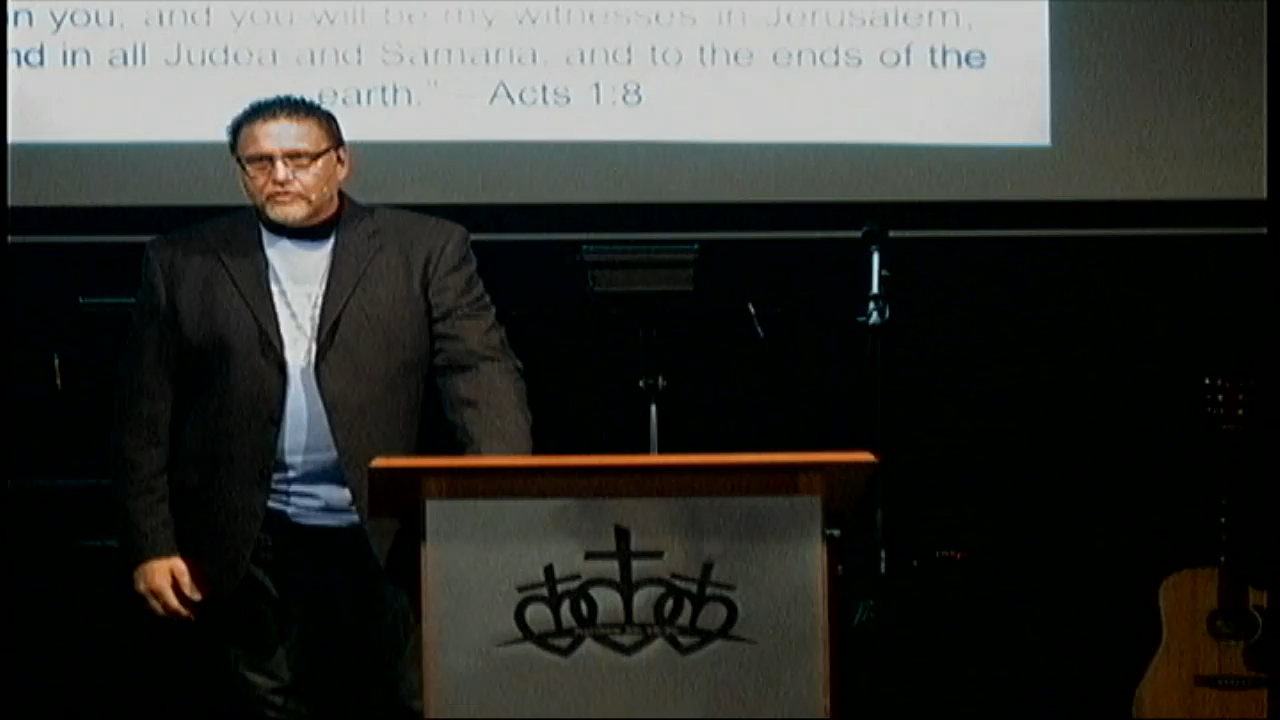 n you, and you will be my witnesses in Jerusalem,
nd in all Judea and Samaria, and to the ends of the
earth." – Acts 1:8